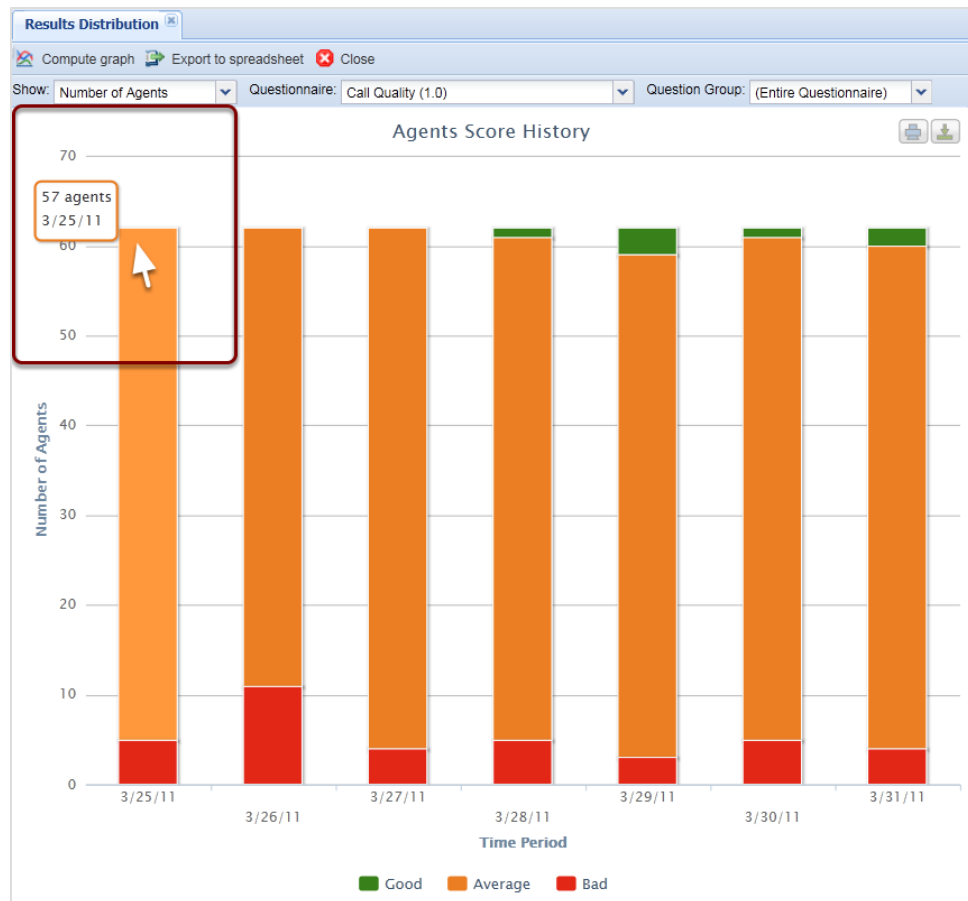 Results Distribution
Compute graph Export to spreadsheet Close
Show: Number of Agents Questionnaire: Call Quality (1.0) Question Group: (Entire Questionnaire)
Agents Score History
70
57 agents
3/25/11
60
50
40
30
20
10
0
Number of Agents
3/25/11 3/27/11 3/29/11 3/31/11
3/26/11 3/28/11 3/30/11
Time Period
Good Average Bad